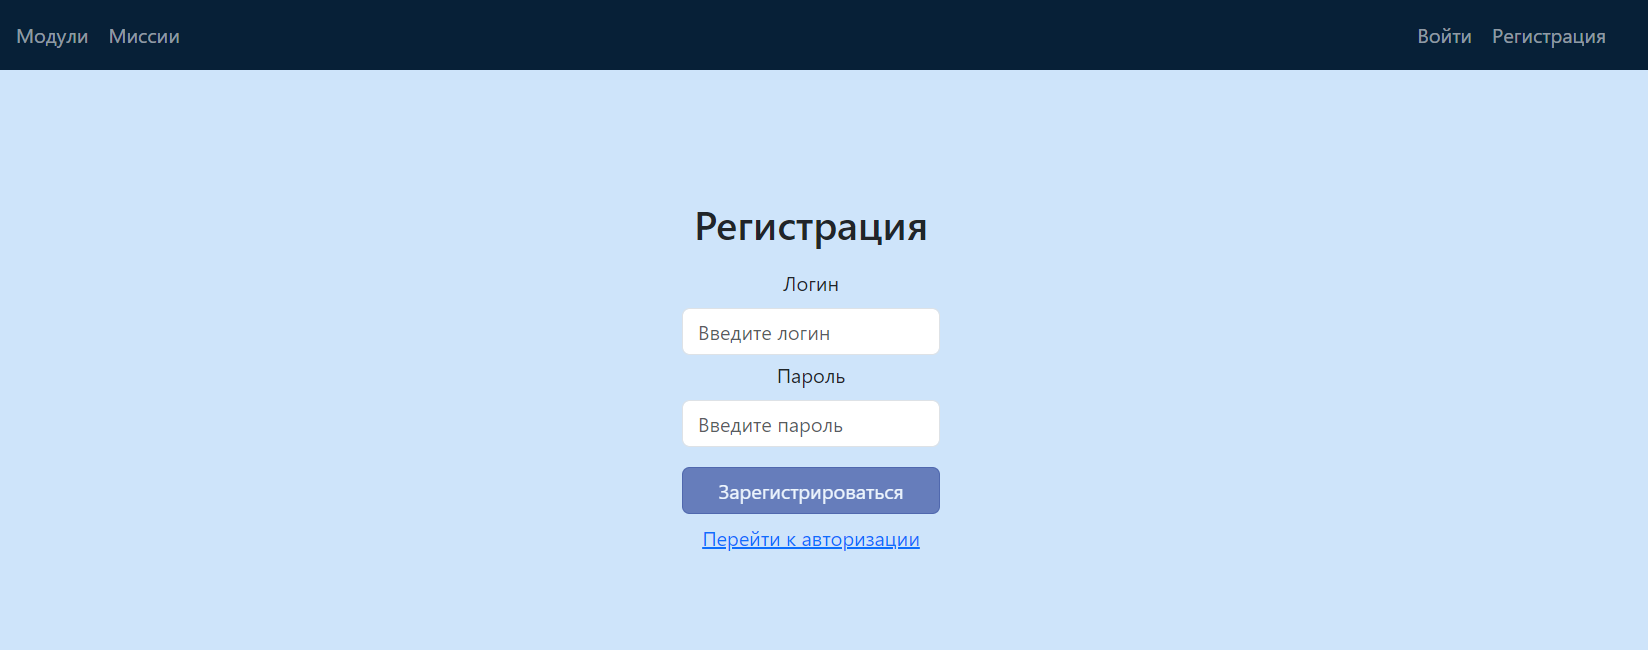 Модули Миссии Войти Регистрация
Регистрация
Логин
Введите логин
Пароль
Введите пароль
Зарегистрироваться
Перейти к авторизации